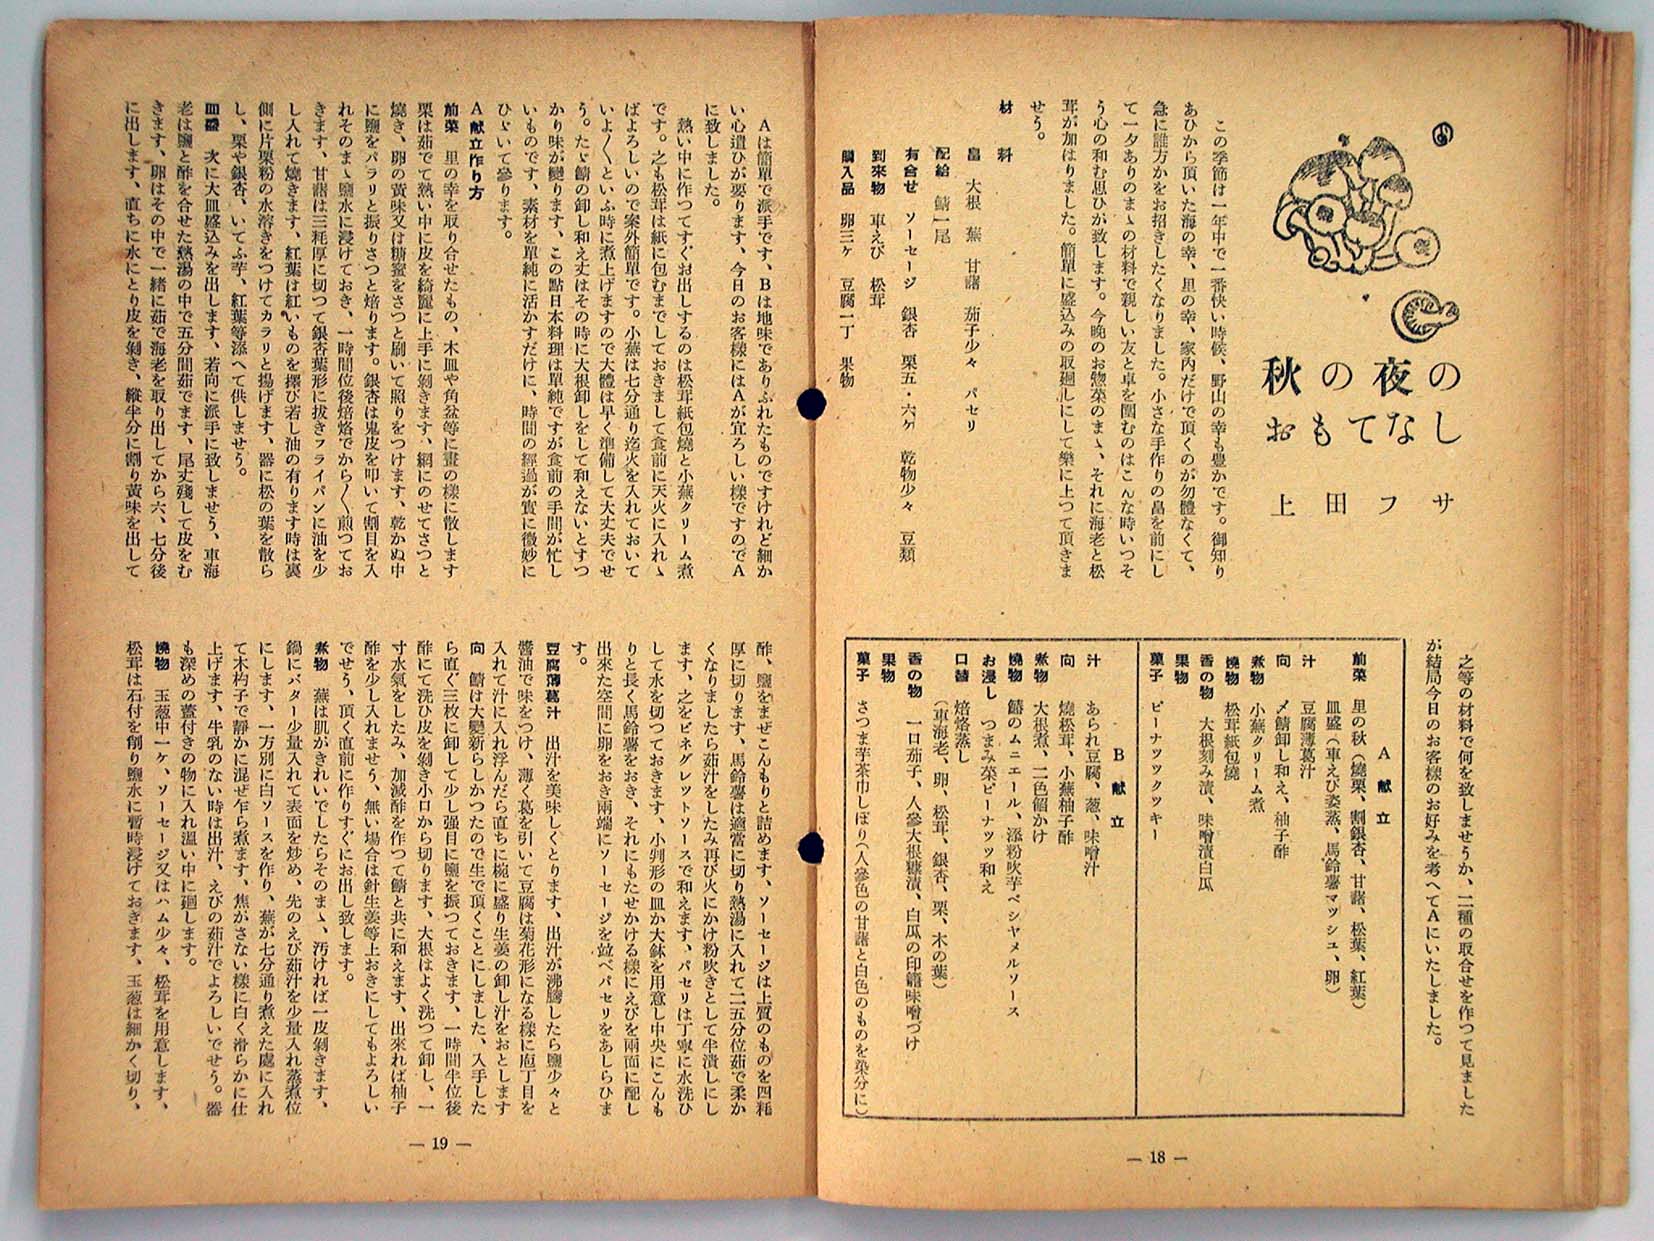 秋の夜の
おもてなし
上田フサ
この季節は一年中で一番快い時候、野山の幸も豊かです。御知り
あひから頂いた海の幸、里の幸、家内だけで頂くのが勿體なくて、
急に誰方かをお招きしたくなりました。小さな手作りの畠を前にし
て一夕ありのまゝの材料で親しい友と卓を圍むのはこんな時いつそ
う心の和む思ひが致します。今晩のお惣菜のまゝ、それに海老と松
茸が加はりました。簡單に盛込みの取廻しにして樂に上つて頂きま
せう。
材料
畠 大根 蕪 甘藷 茄子少々 パセリ
配給 鯖一尾
有合せ ソーセージ 銀杏 栗五・六ヶ 乾物少々 豆類
到來物 車えび 松茸
購入品 卵三ケ 豆腐一丁 果物
之等の材料で何を致しませうか、二種の取合せを作つて見ました
が結局今日のお客樣のお好みを考へてAにいたしました。
A 献立
前菜 里の秋(燒栗、割銀杏、甘藷、松葉、紅葉)
皿盛(車えび姿蒸、馬鈴薯マツシュ、卵)
汁 豆腐薄葛汁
向 〆鯖卸し和え、柚子酢
煮物 小蕪クリーム煮
燒物 松茸紙包燒
香の物 大根刻み漬、味噌漬白瓜
果物
菓子 ピーナツツクツキー
B 献立
汁 あられ豆腐、葱、味噌汁
向 燒松茸、小蕪柚子酢
煮物 大根煮、二色餡かけ
燒物 鯖のムニエール、添粉吹芋ベシヤメルソース
お浸し つまみ菜ピーナッツ和え
口替 焙烙蒸し
(車海老、卵、松茸、銀杏、栗、木の葉)
香の物 一口茄子、人參大根糠漬、白瓜の印籠味噌づけ
果物
菓子 さつま芋茶巾しぼり(人參色の甘藷と白色のものを染分に)
― 18 ―
Aは簡單で派手です、Bは地味でありふれたものですけれど細か
い心遣ひが要ります、今日のお客樣にはAが宜ろしい樣ですのでA
に致しました。
熱い中に作つてすぐお出しするのは松茸紙包燒と小蕪クリーム煮
です。之も松茸は紙に包むまでしておきまして食前に天火に入れゝ
ばよろしいので案外簡單です。小蕪は七分通り迄火を入れておいて
いよ〱といふ時に煮上げますので大體は早く準備して大丈夫でせ
う。たゞ鯖の卸し和え丈はその時に大根卸しをして和えないとすつ
かり味が變ります、この點日本料理は單純ですが食前の手間が忙し
いものです、素材を單純に活かすだけに、時間の經過が實に微妙に
ひゞいて參ります。
A献立作り方
前菜 里の幸を取り合せたもの、木皿や角盆等に畫の樣に散します
栗は茹でて熱い中に皮を綺麗に上手に剝きます、網にのせてさつと
燒き、卵の黃味又は糖蜜をさつと刷いて照りをつけます、乾かぬ中
に鹽をパラリと振りさつと焙ります。銀杏は鬼皮を叩いて割目を入
れそのまゝ鹽水に浸けておき、一時間位後焙烙でから〱煎つてお
きます、甘藷は三粍厚に切つて銀杏葉形に拔きフライパンに油を少
し入れて燒きます、紅葉は紅いものを擇び若し油の有ります時は裏
側に片栗粉の水溶きをつけてカラリと揚げます、器に松の葉を散ら
し、栗や銀杏、いてふ芋、紅葉等添へて供しませう。
皿盛 次に大皿盛込みを出します、若向に派手に致しませう、車海
老は鹽と酢を合せた熱湯の中で五分間茹でます、尾丈殘して皮をむ
きます、卵はその中で一緒に茹で海老を取り出してから六、七分後
に出します、直ちに水にとり皮を剝き、縱半分に割り黃味を出して
酢、鹽をまぜこんもりと詰めます、ソーセージは上質のものを四粍
厚に切ります、馬鈴薯は適當に切り熱湯に入れて二五分位茹で柔か
くなりましたら茹汁をしたみ再び火にかけ粉吹きとして半潰しにし
ます、之をビネグレットソースで和えます、パセリは丁寧に水洗ひ
して水を切つておきます、小判形の皿か大鉢を用意し中央にこんも
りと長く馬鈴薯をおき、それにもたせかける樣にえびを兩面に配し
出來た空間に卵をおき兩端にソーセージを竝べパセリをあしらひま
す。
豆腐薄葛汁 出汁を美味しくとります、出汁が沸騰したら鹽少々と
醬油で味をつけ、薄く葛を引いて豆腐は菊花形になる樣に庖丁目を
入れて汁に入れ浮んだら直ちに椀に盛り生姜の卸し汁をおとします
向 鯖は大變新らしかつたので生で頂くことにしました、入手した
ら直ぐ三枚に卸して少し强目に鹽を振つておきます、一時間半位後
酢にて洗ひ皮を剝き小口から切ります、大根はよく洗つて卸し、一
寸水氣をしたみ、加減酢を作つて鯖と共に和えます、出來れば柚子
酢を少し入れませう、無い場合は針生姜等上おきにしてもよろしい
でせう、頂く直前に作りすぐにお出し致します。
煮物 蕪は肌がきれいでしたらそのまゝ、汚ければ一皮剝きます、
鍋にバター少量入れて表面を炒め、先のえび茹汁を少量入れ蒸煮位
にします、一方別に白ソースを作り、蕪が七分通り煮えた處に入れ
て木杓子で靜かに混ぜ乍ら煮ます、焦がさない樣に白く滑らかに仕
上げます、牛乳のない時は出汁、えびの茹汁でよろしいでせう。器
も深めの蓋付きの物に入れ溫い中に廻します。
燒物 玉葱中一ケ、ソーセージ又はハム少々、松茸を用意します、
松茸は石付を削り鹽水に暫時浸けておきます、玉葱は細かく切り、
― 19 ―